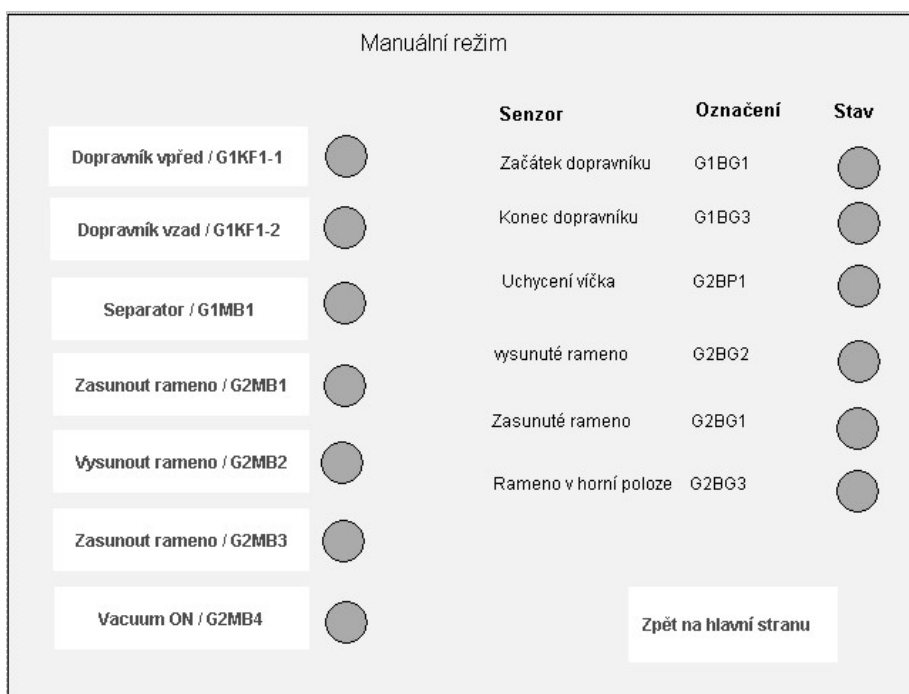 Manuální režim
Senzor Označení Stav
Dopravník vpřed / G1KF1-1
Začátek dopravníku G1BG1
Dopravník vzad / G1KF1-2
Konec dopravníku G1BG3
Separator / G1MB1
Uchycení víčka G2BP1
Zasunout rameno / G2MB1
vysunuté rameno G2BG2
Vysunout rameno / G2MB2
Zasunuté rameno G2BG1
Zasunout rameno / G2MB3
Rameno v horní poloze G2BG3
Vacuum ON / G2MB4
Zpět na hlavní stranu